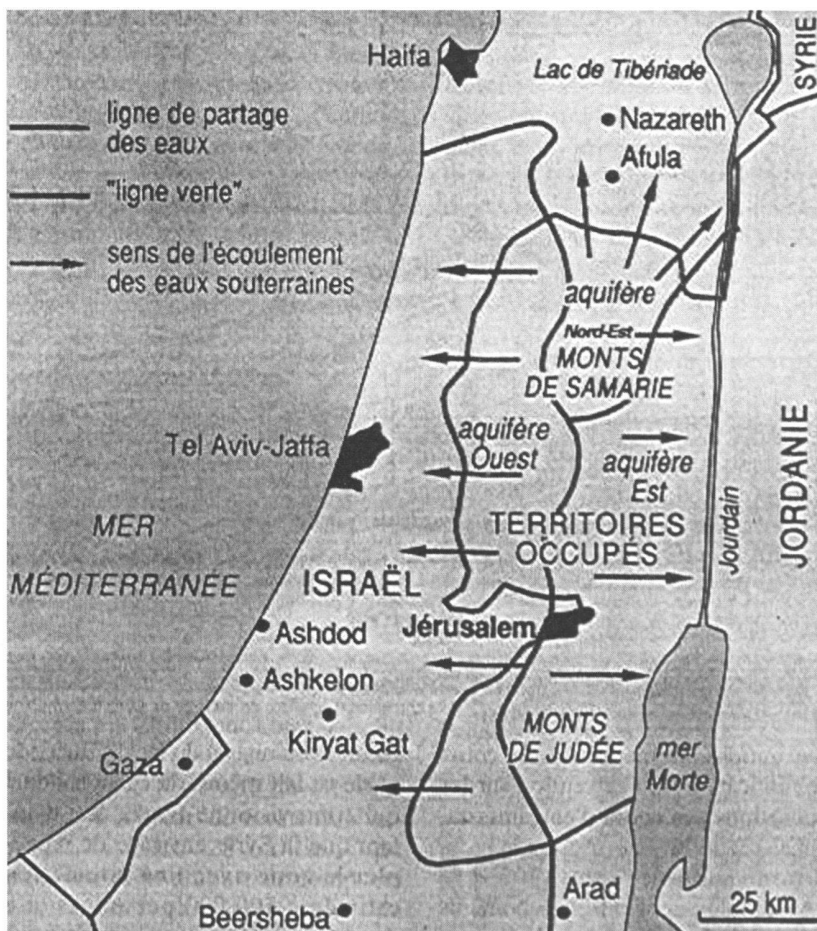 Haifa
Lac de Tibériade
SYRIE
ligne de partage
des eaux
Nazareth
Afula
"ligne verte"
sens de l'écoulement
des eaux souterraines
aquifère
Nord-Est
MONTS
DE SAMARIE
Tel Aviv-Jaffa
aquifère
Ouest
aquifère
Est
JORDANIE
MER
MÉDITERRANÉE
TERRITOIRES
OCCUPÉS
Jourdain
ISRAËL
Ashdod
Jérusalem
Ashkelon
Kiryat Gat
MONTS
DE JUDÉE
mer
Morte
Gaza
Beersheba
Arad
25 km